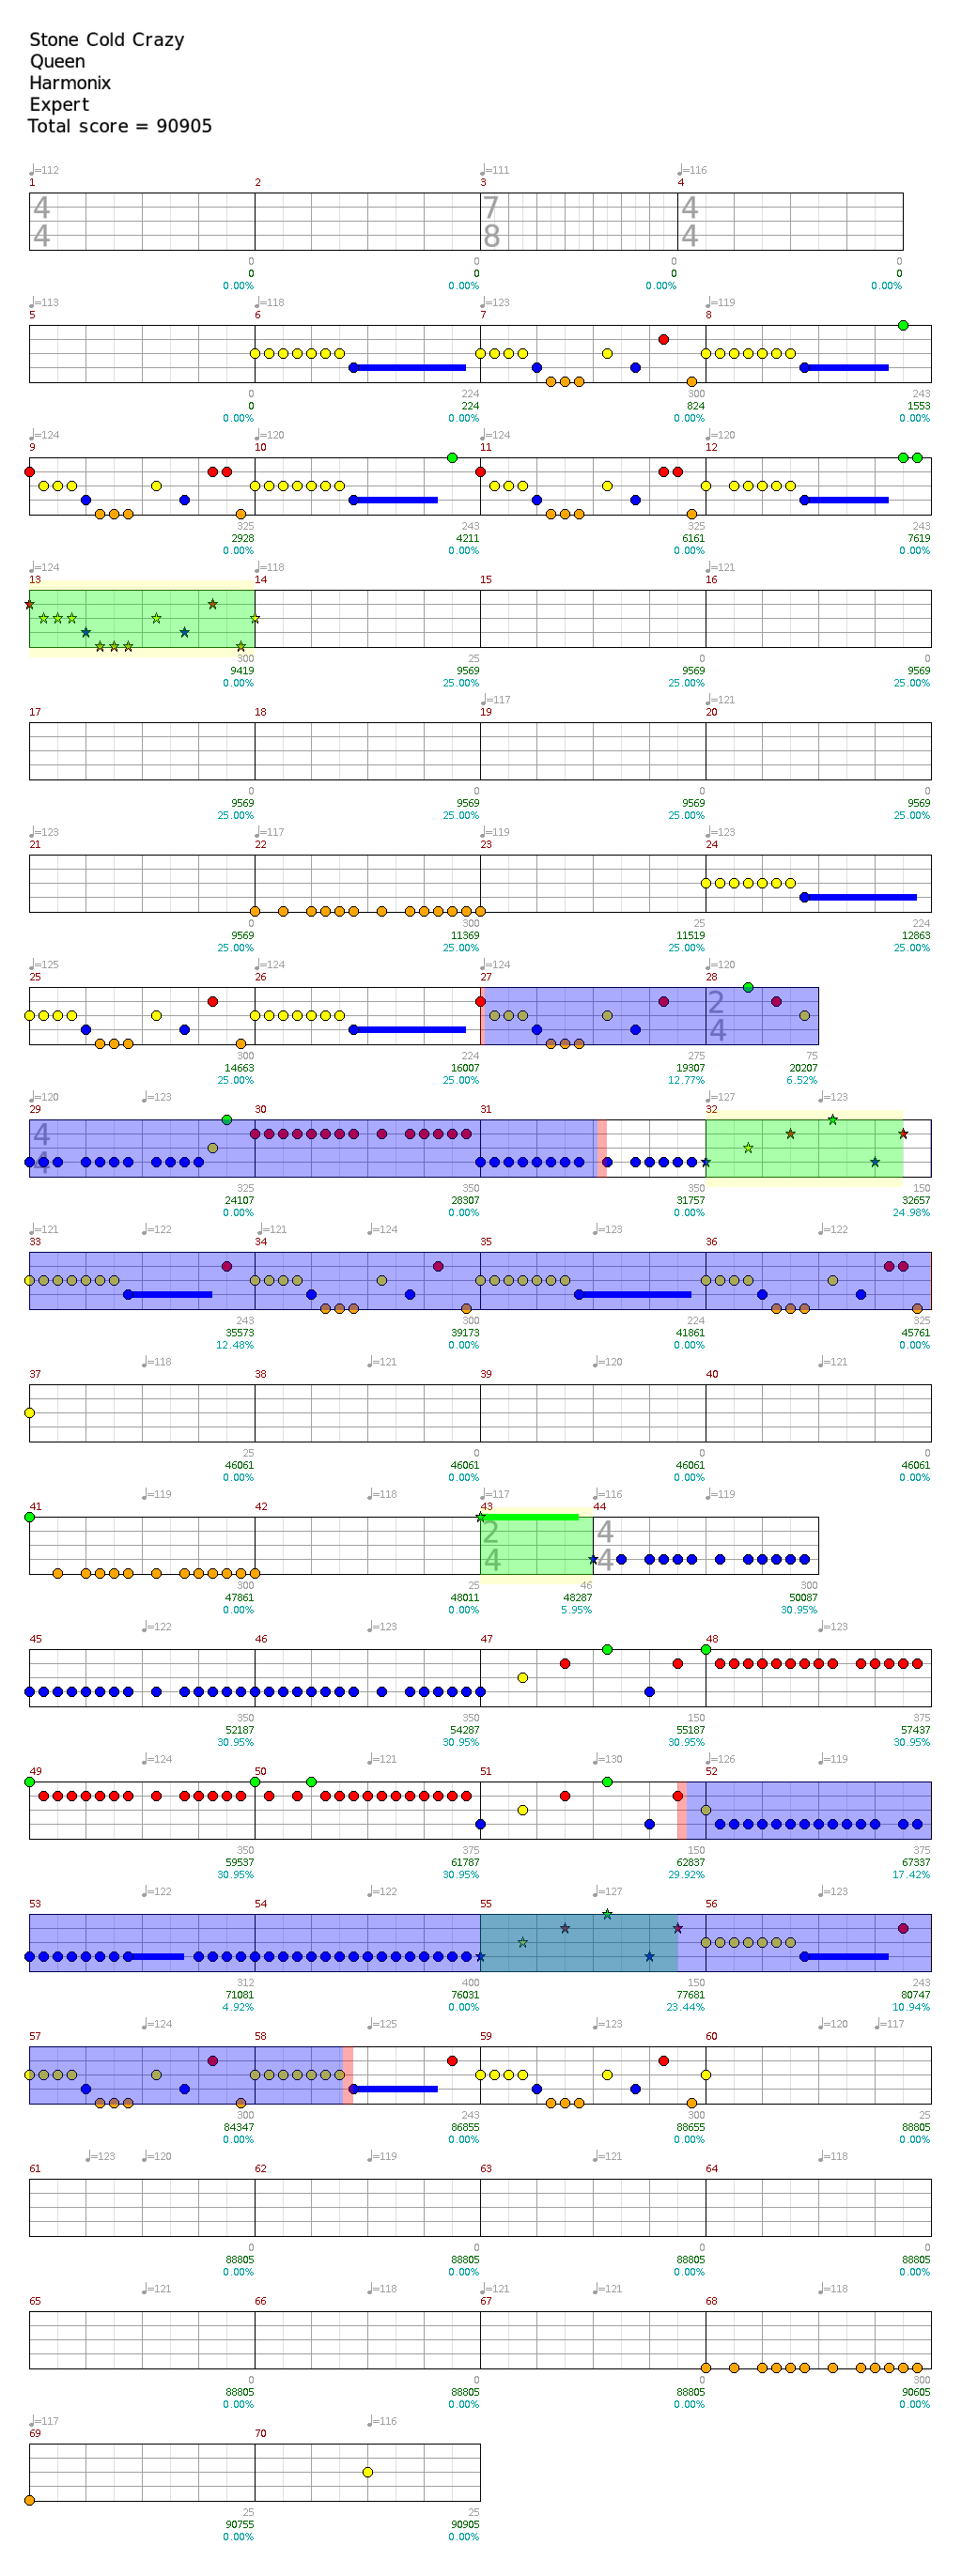 Stone Cold Crazy
Queen
Harmonix
Expert
Total score = 90905
♩=112 ♩=111 ♩=116
1 2 3 4
4 7 4
4 8 4
0 0 0 0
0 0 0 0
0.00% 0.00% 0.00% 0.00%
♩=113 ♩=118 ♩=123 ♩=119
5 6 7 8
0 224 300 243
0 224 824 1553
0.00% 0.00% 0.00% 0.00%
♩=124 ♩=120 ♩=124 ♩=120
9 10 11 12
325 243 325 243
2928 4211 6161 7619
0.00% 0.00% 0.00% 0.00%
♩=124 ♩=118 ♩=121
13 14 15 16
300 25 0 0
9419 9569 9569 9569
0.00% 25.00% 25.00% 25.00%
♩=117 ♩=121
17 18 19 20
0 0 0 0
9569 9569 9569 9569
25.00% 25.00% 25.00% 25.00%
♩=123 ♩=117 ♩=119 ♩=123
21 22 23 24
0 300 25 224
9569 11369 11519 12863
25.00% 25.00% 25.00% 25.00%
♩=125 ♩=124 ♩=124 ♩=120
25 26 27 28
2
4
300 224 275 75
14663 16007 19307 20207
25.00% 25.00% 12.77% 6.52%
♩=120 ♩=123 ♩=127 ♩=123
29 30 31 32
4
4
325 350 350 150
24107 28307 31757 32657
0.00% 0.00% 0.00% 24.98%
♩=121 ♩=122 ♩=121 ♩=124 ♩=123 ♩=122
33 34 35 36
243 300 224 325
35573 39173 41861 45761
12.48% 0.00% 0.00% 0.00%
♩=118 ♩=121 ♩=120 ♩=121
37 38 39 40
25 0 0 0
46061 46061 46061 46061
0.00% 0.00% 0.00% 0.00%
♩=119 ♩=118 ♩=117 ♩=116 ♩=119
41 42 43 44
2 4
4 4
300 25 46 300
47861 48011 48287 50087
0.00% 0.00% 5.95% 30.95%
♩=122 ♩=123 ♩=123
45 46 47 48
350 350 150 375
52187 54287 55187 57437
30.95% 30.95% 30.95% 30.95%
♩=124 ♩=121 ♩=130 ♩=126 ♩=119
49 50 51 52
350 375 150 375
59537 61787 62837 67337
30.95% 30.95% 29.92% 17.42%
♩=122 ♩=122 ♩=127 ♩=123
53 54 55 56
312 400 150 243
71081 76031 77681 80747
4.92% 0.00% 23.44% 10.94%
♩=124 ♩=125 ♩=123 ♩=120 ♩=117
57 58 59 60
300 243 300 25
84347 86855 88655 88805
0.00% 0.00% 0.00% 0.00%
♩=123 ♩=120 ♩=119 ♩=121 ♩=118
61 62 63 64
0 0 0 0
88805 88805 88805 88805
0.00% 0.00% 0.00% 0.00%
♩=121 ♩=118 ♩=121 ♩=121 ♩=118
65 66 67 68
0 0 0 300
88805 88805 88805 90605
0.00% 0.00% 0.00% 0.00%
♩=117 ♩=116
69 70
25 25
90755 90905
0.00% 0.00%